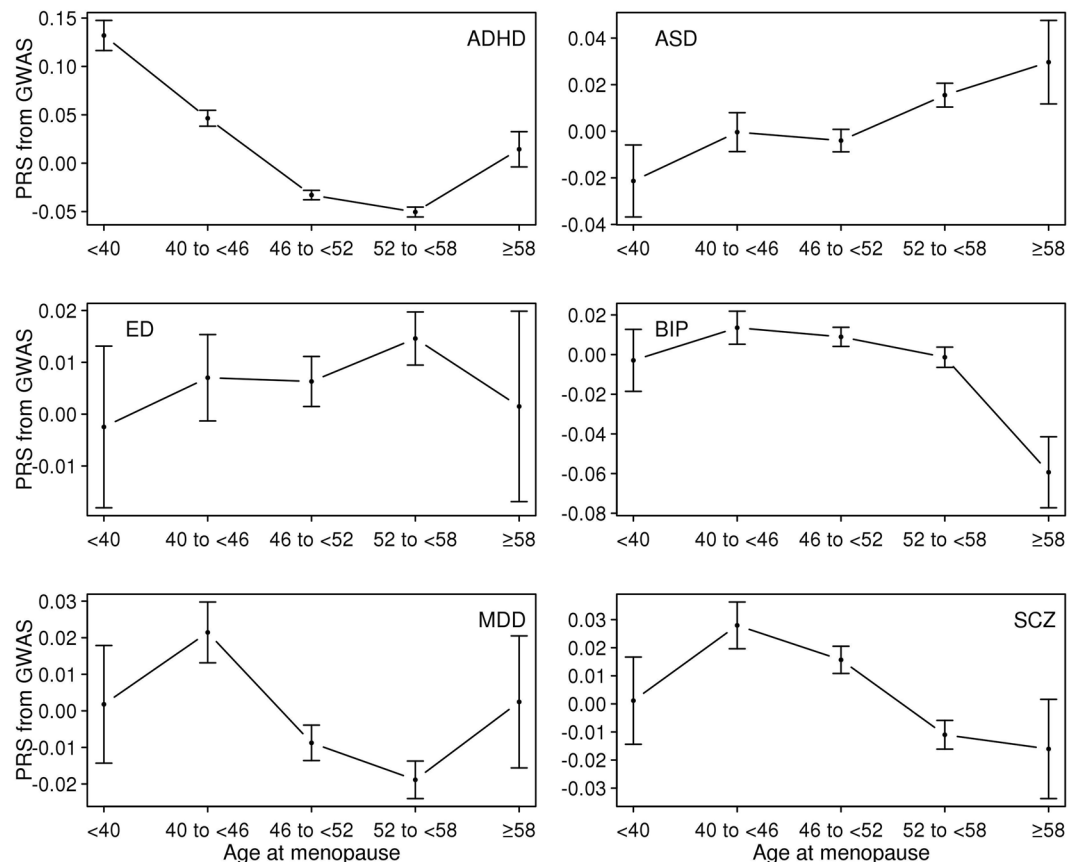 PRS from GWAS
0.15
0.10
0.05
0.00
-0.05
ADHD
<40
40 to <46
46 to <52
52 to <58
≥58
0.04
0.02
0.00
-0.02
-0.04
ASD
<40
40 to <46
46 to <52
52 to <58
≥58
PRS from GWAS
0.02
0.01
0.00
-0.01
ED
<40
40 to <46
46 to <52
52 to <58
≥58
0.02
0.00
-0.02
-0.04
-0.06
-0.08
BIP
<40
40 to <46
46 to <52
52 to <58
≥58
PRS from GWAS
0.03
0.02
0.01
0.00
-0.01
-0.02
MDD
<40
40 to <46
46 to <52
52 to <58
≥58
Age at menopause
0.03
0.02
0.01
0.00
-0.01
-0.02
-0.03
SCZ
<40
40 to <46
46 to <52
52 to <58
≥58
Age at menopause